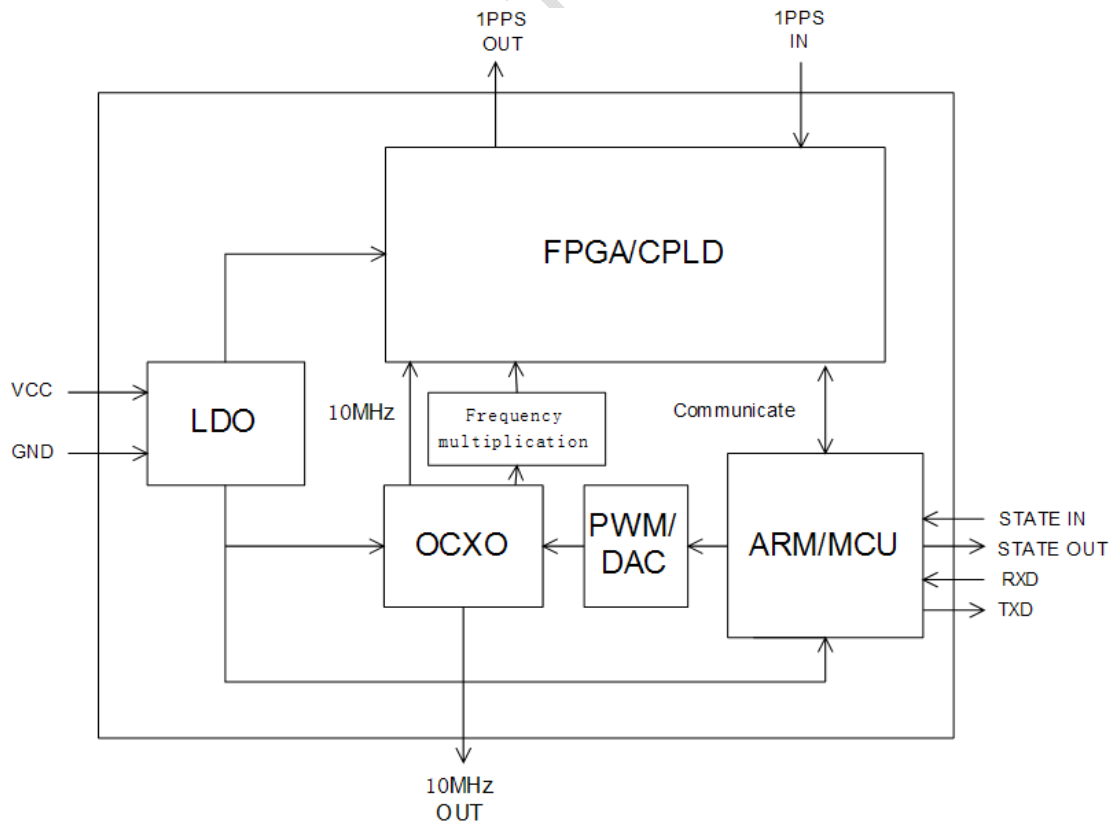 1PPS
OUT
1PPS
IN
FPGA/CPLD
VCC
GND
LDO
10MHz
Frequency
multiplication
Communicate
OCXO
PWM/
DAC
ARM/MCU
STATE IN
STATE OUT
RXD
TXD
10MHz
OUT